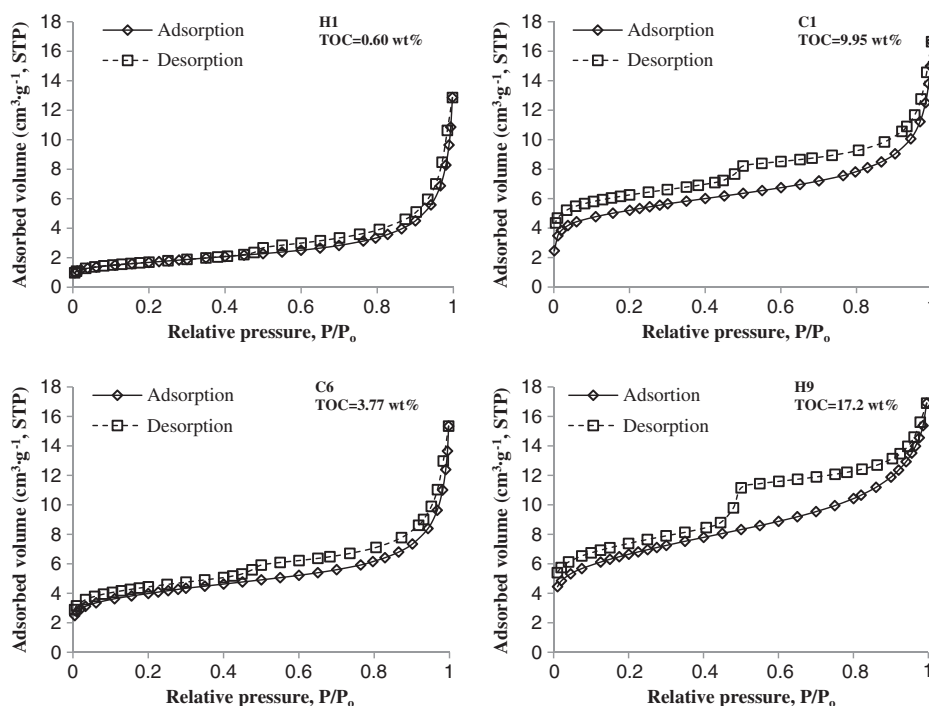 18
16
14
12
10
8
6
4
2
0
Adsorbed volume (cm³·g⁻¹, STP)
Adsorption
Desorption
H1
TOC=0.60 wt%
0 0.2 0.4 0.6 0.8 1
Relative pressure, P/Pₒ
18
16
14
12
10
8
6
4
2
0
Adsorbed volume (cm³·g⁻¹, STP)
Adsorption
Desorption
C1
TOC=9.95 wt%
0 0.2 0.4 0.6 0.8 1
Relative pressure, P/Pₒ
18
16
14
12
10
8
6
4
2
0
Adsorbed volume (cm³·g⁻¹, STP)
Adsorption
Desorption
C6
TOC=3.77 wt%
0 0.2 0.4 0.6 0.8 1
Relative pressure, P/Pₒ
18
16
14
12
10
8
6
4
2
0
Adsorbed volume (cm³·g⁻¹, STP)
Adsortion
Desorption
H9
TOC=17.2 wt%
0 0.2 0.4 0.6 0.8 1
Relative pressure, P/Pₒ